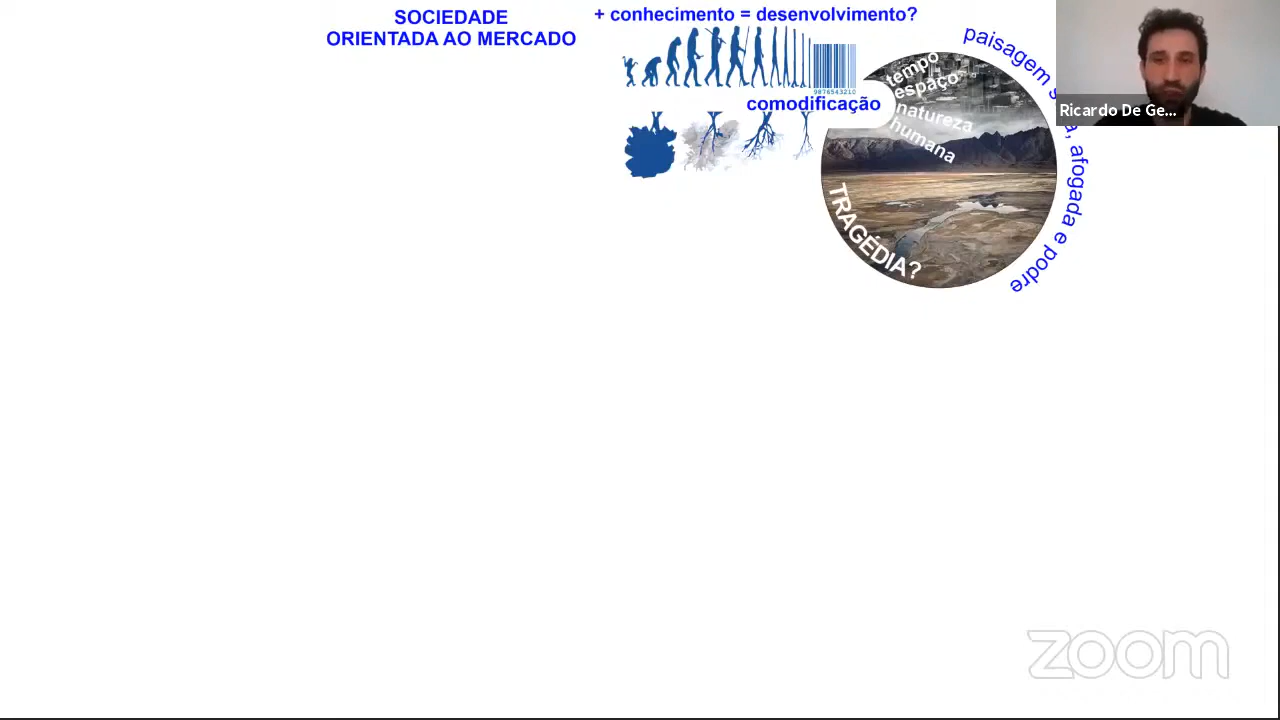 SOCIEDADE
ORIENTADA AO MERCADO
+ conhecimento = desenvolvimento?
9876543210
comodificação
tempo
espaço
natureza
humana
TRAGÉDIA?
paisagem
afogada e podre
Ricardo De Ge...
zoom